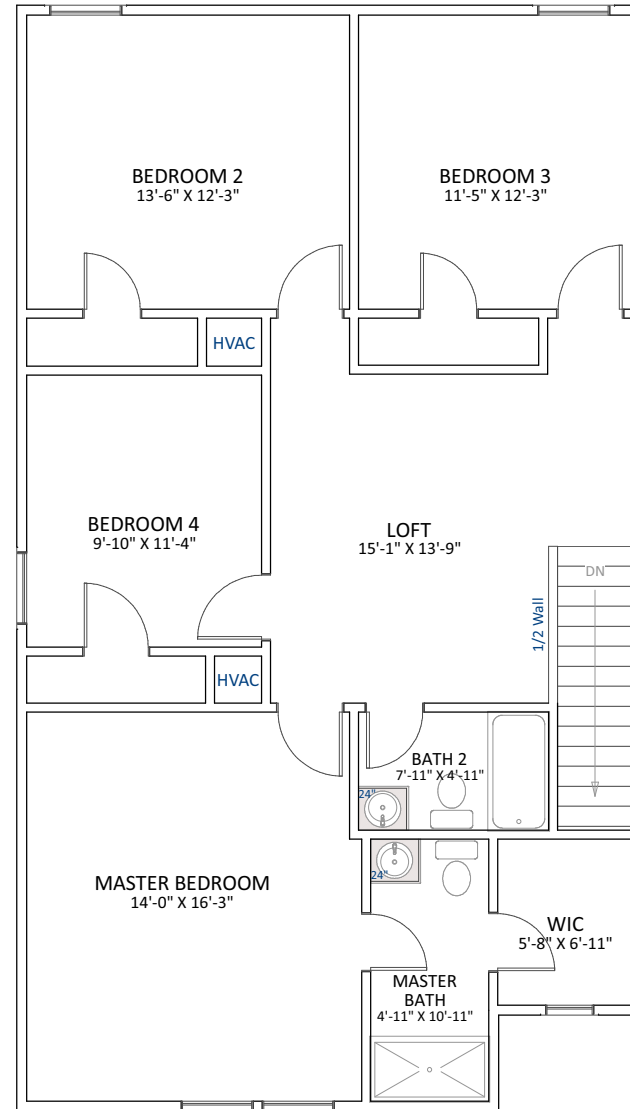 BEDROOM 2
13'-6" X 12'-3"
BEDROOM 3
11'-5" X 12'-3"
HVAC
BEDROOM 4
9'-10" X 11'-4"
LOFT
15'-1" X 13'-9"
DN
1/2 Wall
HVAC
BATH 2
7'-11" X 4'-11"
24"
24"
MASTER BEDROOM
14'-0" X 16'-3"
WIC
5'-8" X 6'-11"
MASTER
BATH
4'-11" X 10'-11"